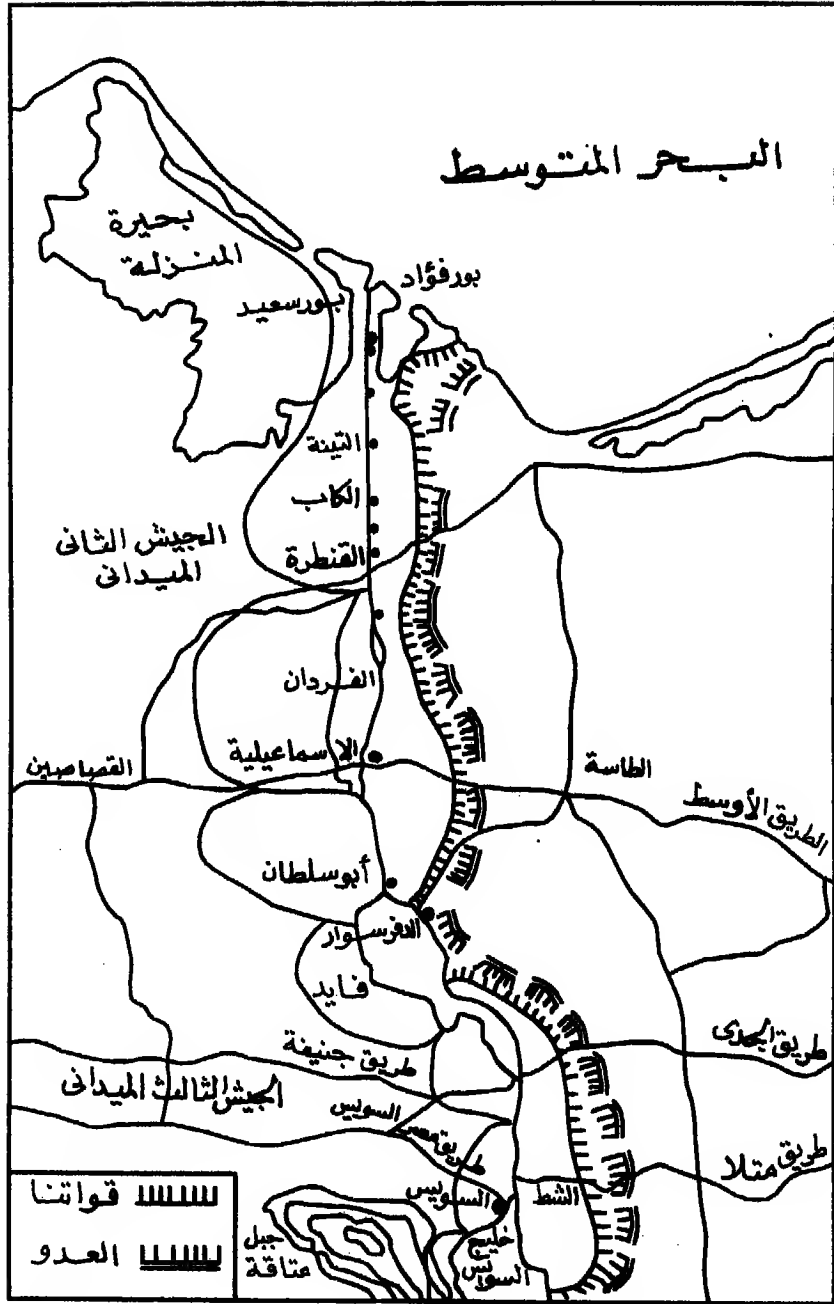 البحر المتوسط
بحيرة
المنزلة
بورفؤاد
بورسعيد
التينة
الكاب
الجيش الثاني
الميداني
القنطرة
الفردان
الاسماعيلية
القصاصين
الطاسة
الطريق الأوسط
أبوسلطان
الدفرسوار
فايد
طريق الجدى
طريق جنيفة
الجيش الثالث الميدانى
طريق مصر السويس
طريق متلا
الشط
السويس
خليج
السويس
جبل
عتاقة
قواتنا
العدو